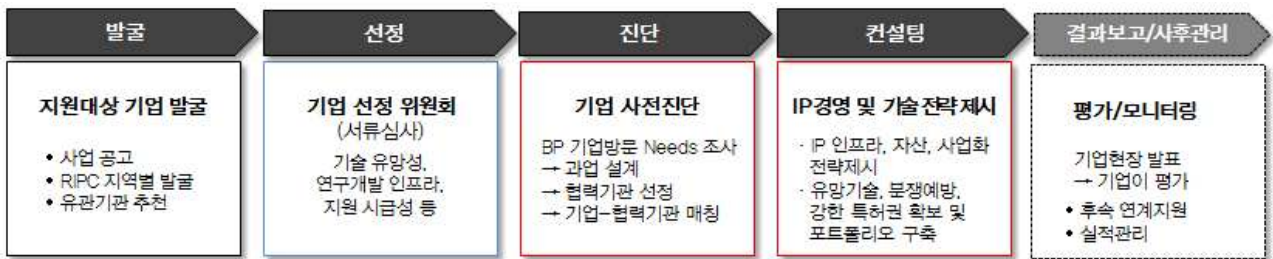 발굴
지원대상 기업 발굴
• 사업 공고
• RIPC 지역별 발굴
• 유관기관 추천
선정
기업 선정 위원회
(서류심사)
기술 유망성,
연구개발 인프라,
지원 시급성 등
진단
기업 사전진단
BP 기업방문 Needs 조사
→ 과업 설계
→ 협력기관 선정
→ 기업-협력기관 매칭
컨설팅
IP경영 및 기술전략제시
· IP 인프라, 자산, 사업화
전략제시
· 유망기술, 분쟁예방,
강한 특허권 확보 및
포트폴리오 구축
결과보고/사후관리
평가/모니터링
기업현장 발표
→ 기업이 평가
• 후속 연계지원
• 실적관리